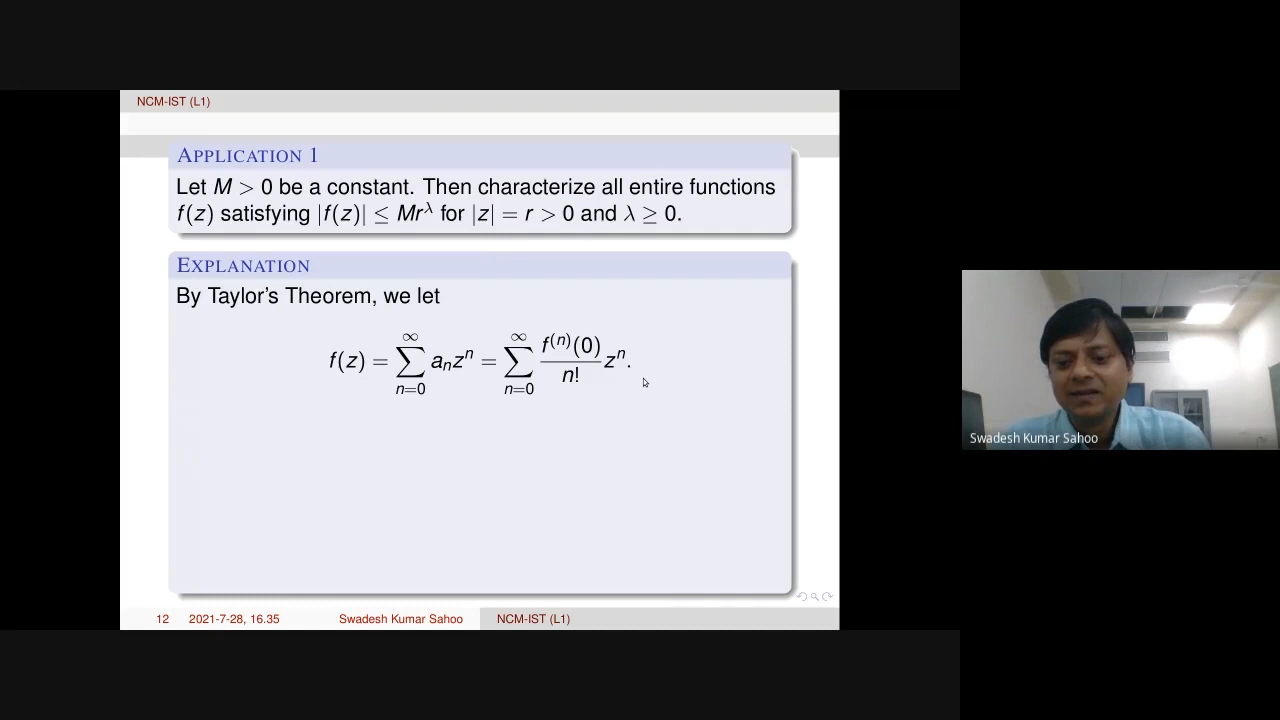 NCM-IST (L1)
APPLICATION 1
Let M > 0 be a constant. Then characterize all entire functions
f(z) satisfying |f(z)| ≤ Mr^λ for |z| = r > 0 and λ ≥ 0.
EXPLANATION
By Taylor's Theorem, we let
f(z) = ∑_{n=0}^{∞} a_n z^n = ∑_{n=0}^{∞} \frac{f^{(n)}(0)}{n!} z^n.
Swadesh Kumar Sahoo
12 2021-7-28, 16.35 Swadesh Kumar Sahoo NCM-IST (L1)